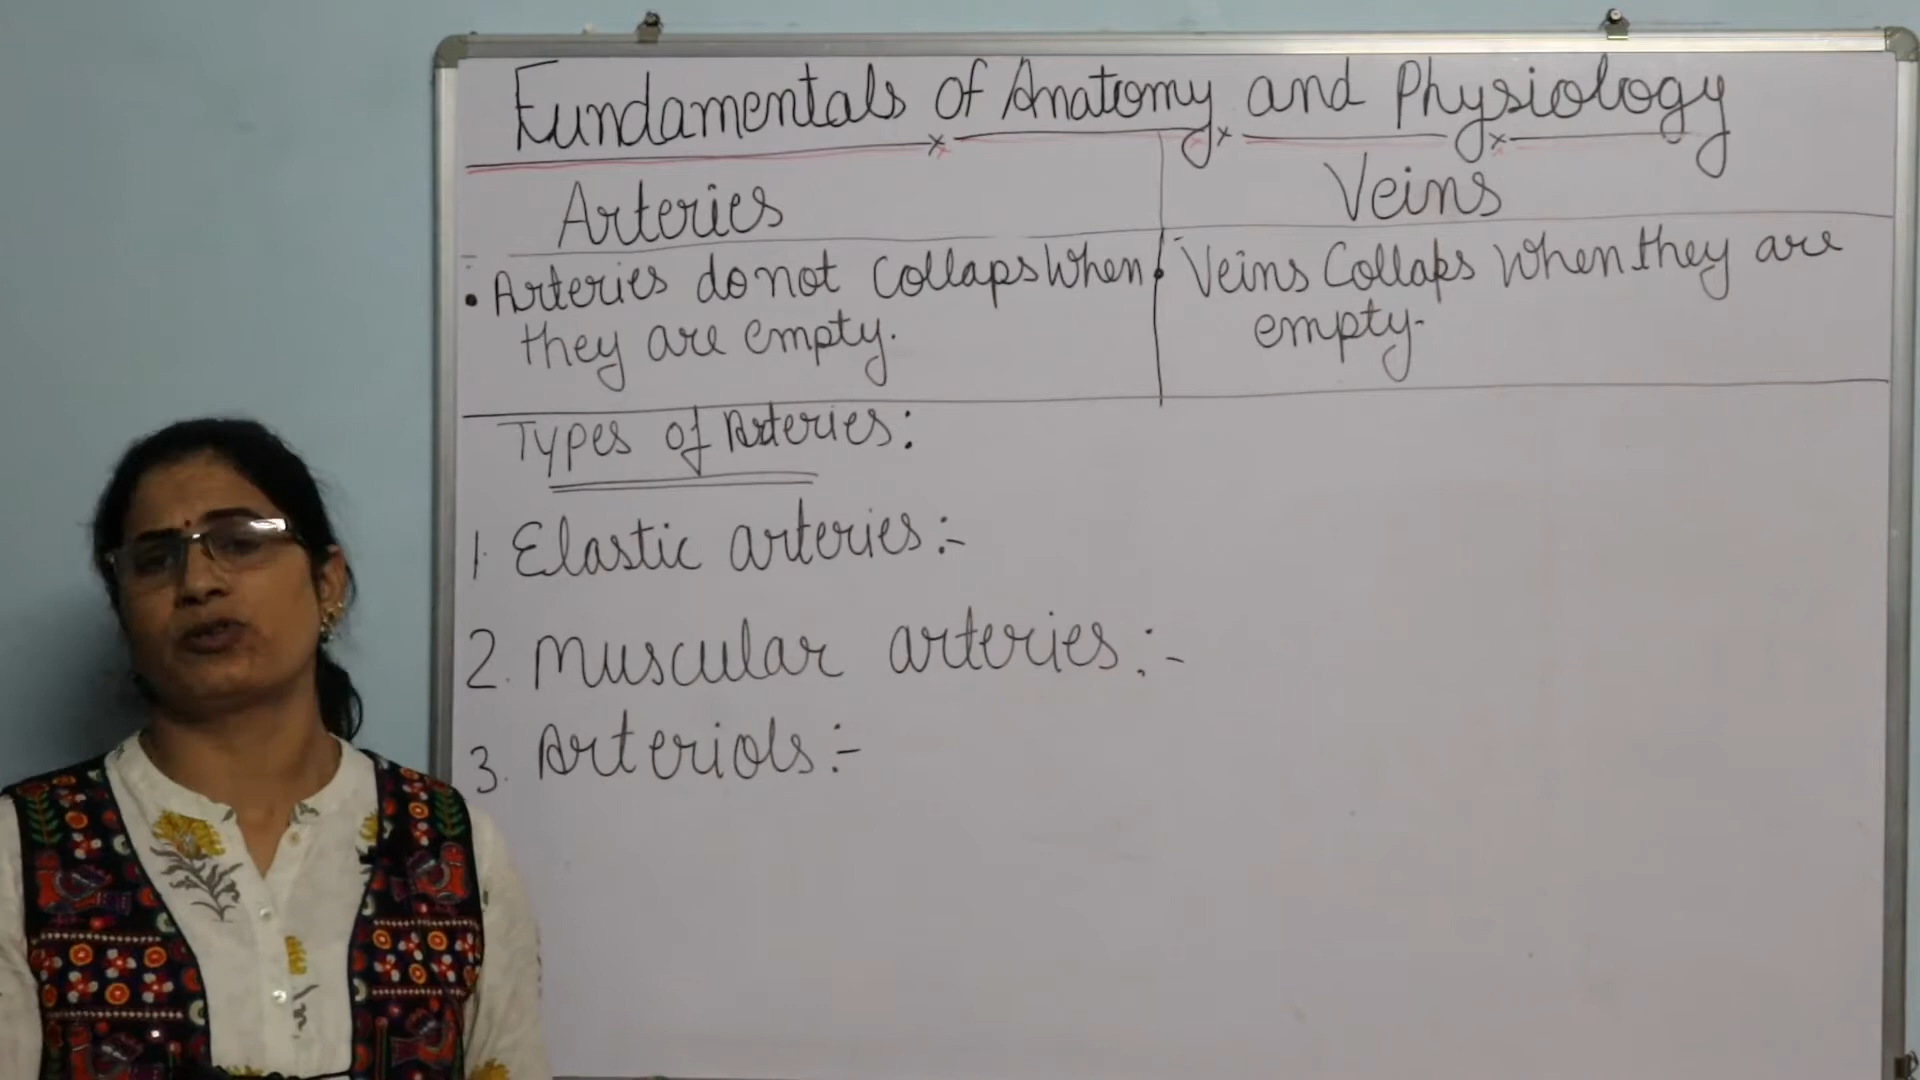 Fundamentals of Anatomy and Physiology
Arteries
Veins
• Arteries do not Collaps when
they are empty.
• Veins Collaps when they are
empty.
Types of Arteries:
1. Elastic arteries:-
2. Muscular arteries:-
3. Arteriols:-